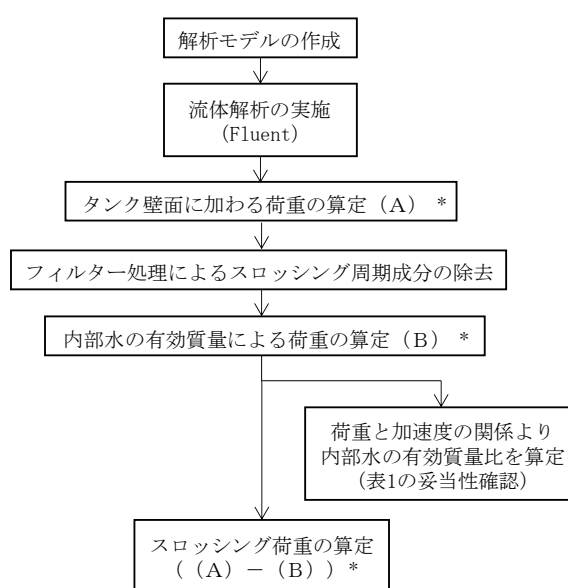 解析モデルの作成
流体解析の実施
(Fluent)
タンク壁面に加わる荷重の算定（A） *
フィルター処理によるスロッシング周期成分の除去
内部水の有効質量による荷重の算定（B） *
荷重と加速度の関係より
内部水の有効質量比を算定
（表1の妥当性確認）
スロッシング荷重の算定
（（A）－（B）） *